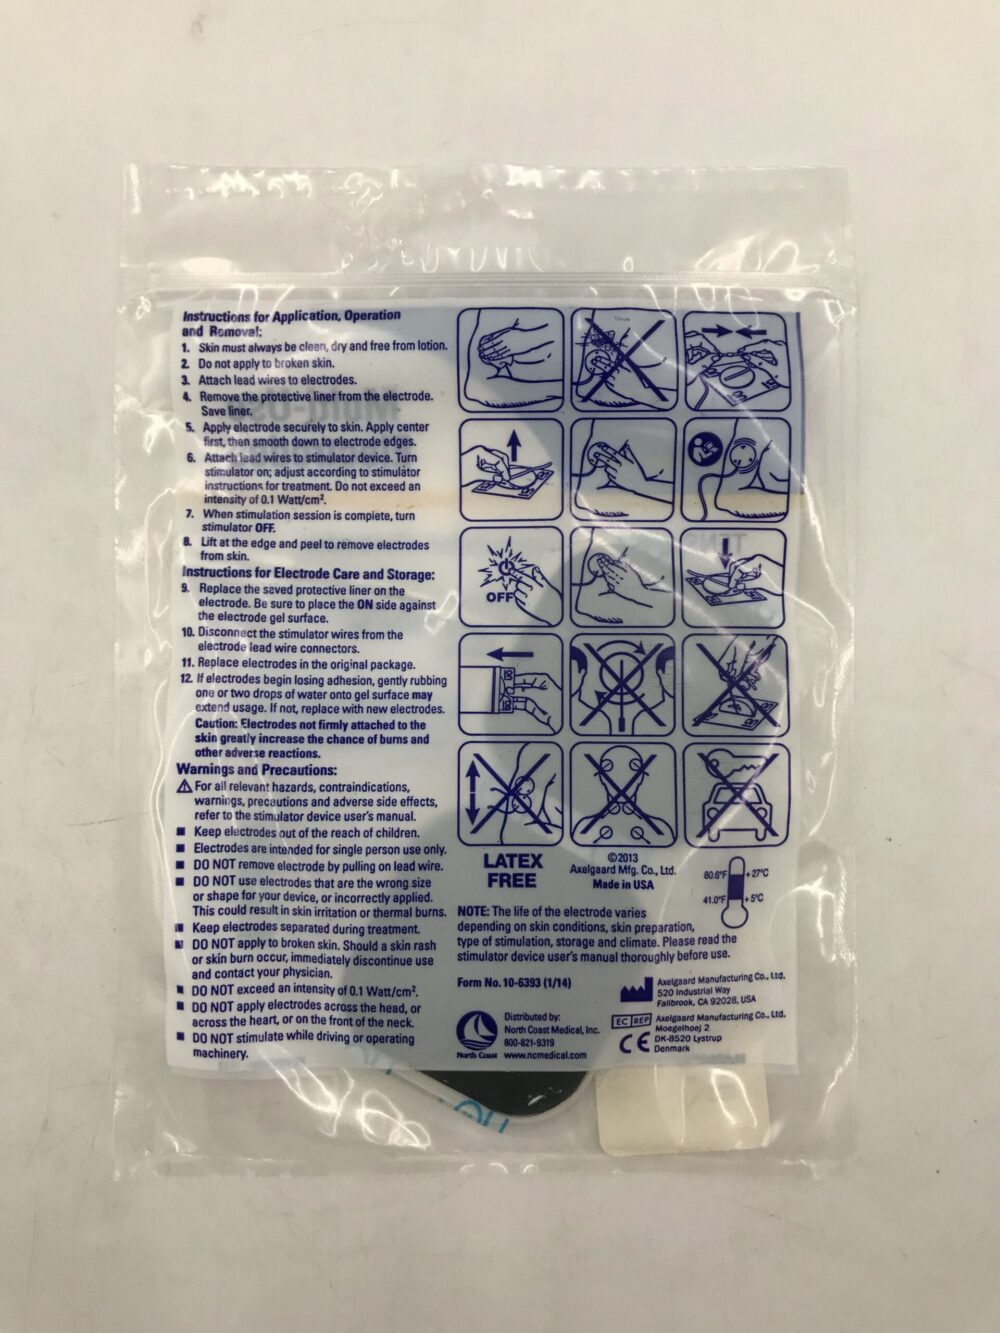 Instructions for Application, Operation
and Removal:
1. Skin must always be clean, dry and free from lotion.
2. Do not apply to broken skin.
3. Attach lead wires to electrodes.
4. Remove the protective liner from the electrode.
Save liner.
5. Apply electrode securely to skin. Apply center
first, then smooth down to electrode edges.
6. Attach lead wires to stimulator device. Turn
stimulator on; adjust according to stimulator
instructions for treatment. Do not exceed an
intensity of 0.1 Watt/cm².
7. When stimulation session is complete, turn
stimulator OFF.
8. Lift at the edge and peel to remove electrodes
from skin.
Instructions for Electrode Care and Storage:
9. Replace the saved protective liner on the
electrode. Be sure to place the ON side against
the electrode gel surface.
10. Disconnect the stimulator wires from the
electrode lead wire connectors.
11. Replace electrodes in the original package.
12. If electrodes begin losing adhesion, gently rubbing
one or two drops of water onto gel surface may
extend usage. If not, replace with new electrodes.
Caution: Electrodes not firmly attached to the
skin greatly increase the chance of burns and
other adverse reactions.
Warnings and Precautions:
For all relevant hazards, contraindications,
warnings, precautions and adverse side effects,
refer to the stimulator device user's manual.
■ Keep electrodes out of the reach of children.
■ Electrodes are intended for single person use only.
■ DO NOT remove electrode by pulling on lead wire.
■ DO NOT use electrodes that are the wrong size
or shape for your device, or incorrectly applied.
This could result in skin irritation or thermal burns.
■ Keep electrodes separated during treatment.
■ DO NOT apply to broken skin. Should a skin rash
or skin burn occur, immediately discontinue use
and contact your physician.
■ DO NOT exceed an intensity of 0.1 Watt/cm².
■ DO NOT apply electrodes across the head, or
across the heart, or on the front of the neck.
■ DO NOT stimulate while driving or operating
machinery.
OFF
LATEX
FREE
©2013
Axelgaard Mfg. Co., Ltd.
Made in USA
80.6°F +27°C
41.0°F +5°C
NOTE: The life of the electrode varies
depending on skin conditions, skin preparation,
type of stimulation, storage and climate. Please read the
stimulator device user's manual thoroughly before use.
Form No. 10-6393 (1/14)
Axelgaard Manufacturing Co., Ltd.
520 Industrial Way
Fallbrook, CA 92028, USA
Distributed by:
North Coast Medical, Inc.
800-821-9319
www.ncmedical.com
North Coast
EC REP
Axelgaard Manufacturing Co., Ltd.
Moegelhoej 2
DK-8520 Lystrup
Denmark
CE